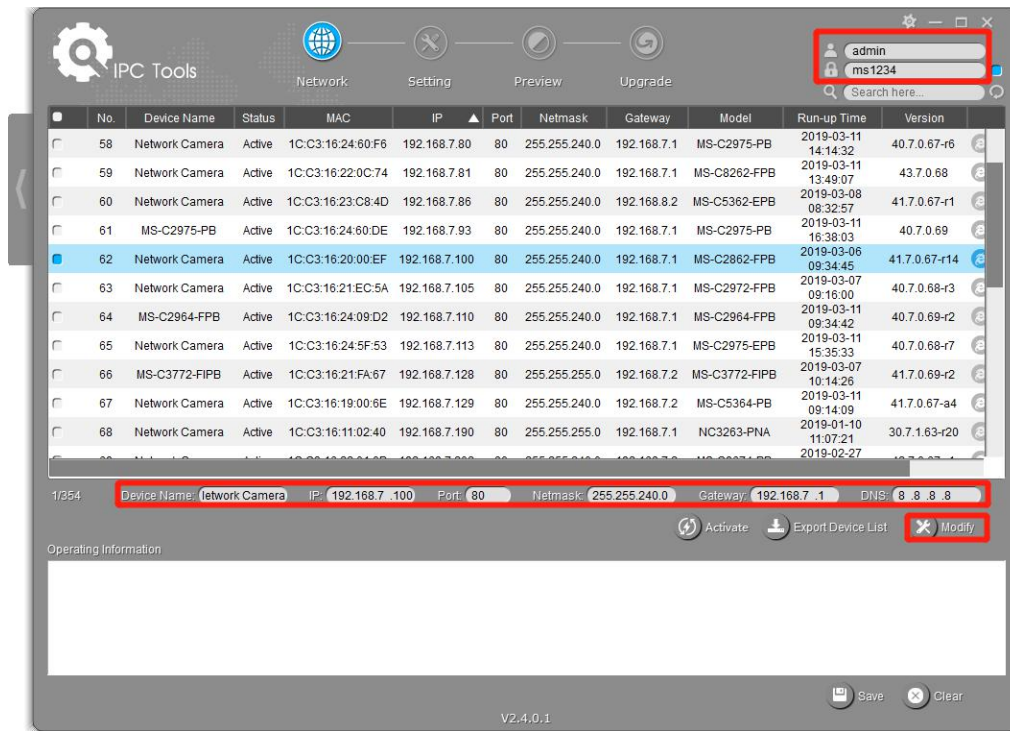 IPC Tools
Network Setting Preview Upgrade
admin
ms1234
Search here...
No. Device Name Status MAC IP Port Netmask Gateway Model Run-up Time Version
58 Network Camera Active 1C:C3:16:24:60:F6 192.168.7.80 80 255.255.240.0 192.168.7.1 MS-C2975-PB 2019-03-11 14:14:32 40.7.0.67-r6
59 Network Camera Active 1C:C3:16:22:0C:74 192.168.7.81 80 255.255.240.0 192.168.7.1 MS-C8262-FPB 2019-03-11 13:49:07 43.7.0.68
60 Network Camera Active 1C:C3:16:23:C8:4D 192.168.7.86 80 255.255.240.0 192.168.8.2 MS-C5362-EPB 2019-03-08 08:32:57 41.7.0.67-r1
61 MS-C2975-PB Active 1C:C3:16:24:60:DE 192.168.7.93 80 255.255.240.0 192.168.7.1 MS-C2975-PB 2019-03-11 16:38:03 40.7.0.69
62 Network Camera Active 1C:C3:16:20:00:EF 192.168.7.100 80 255.255.240.0 192.168.7.1 MS-C2862-FPB 2019-03-06 09:34:45 41.7.0.67-r14
63 Network Camera Active 1C:C3:16:21:EC:5A 192.168.7.105 80 255.255.240.0 192.168.7.1 MS-C2972-FPB 2019-03-07 09:16:00 40.7.0.68-r3
64 MS-C2964-FPB Active 1C:C3:16:24:09:D2 192.168.7.110 80 255.255.240.0 192.168.7.1 MS-C2964-FPB 2019-03-11 09:34:42 40.7.0.69-r2
65 Network Camera Active 1C:C3:16:24:5F:53 192.168.7.113 80 255.255.240.0 192.168.7.1 MS-C2975-EPB 2019-03-11 15:35:33 40.7.0.68-r7
66 MS-C3772-FIPB Active 1C:C3:16:21:FA:67 192.168.7.128 80 255.255.255.0 192.168.7.2 MS-C3772-FIPB 2019-03-07 10:14:26 41.7.0.69-r2
67 Network Camera Active 1C:C3:16:19:00:6E 192.168.7.129 80 255.255.240.0 192.168.7.2 MS-C5364-PB 2019-03-11 09:14:09 41.7.0.67-a4
68 Network Camera Active 1C:C3:16:11:02:40 192.168.7.190 80 255.255.255.0 192.168.7.1 NC3263-PNA 2019-01-10 11:07:21 30.7.1.63-r20
2019-02-27
1/354 Device Name: letwork Camera IP: 192.168.7 .100 Port: 80 Netmask: 255.255.240.0 Gateway: 192.168.7 .1 DNS: 8 .8 .8 .8
Activate Export Device List Modify
Operating Information
Save Clear
V2.4.0.1